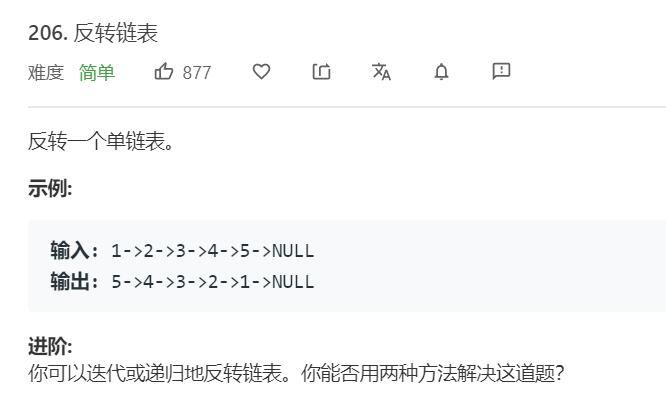 206. 反转链表
难度 简单 877
反转一个单链表。
示例:
输入: 1->2->3->4->5->NULL
输出: 5->4->3->2->1->NULL
进阶:
你可以迭代或递归地反转链表。你能否用两种方法解决这道题?